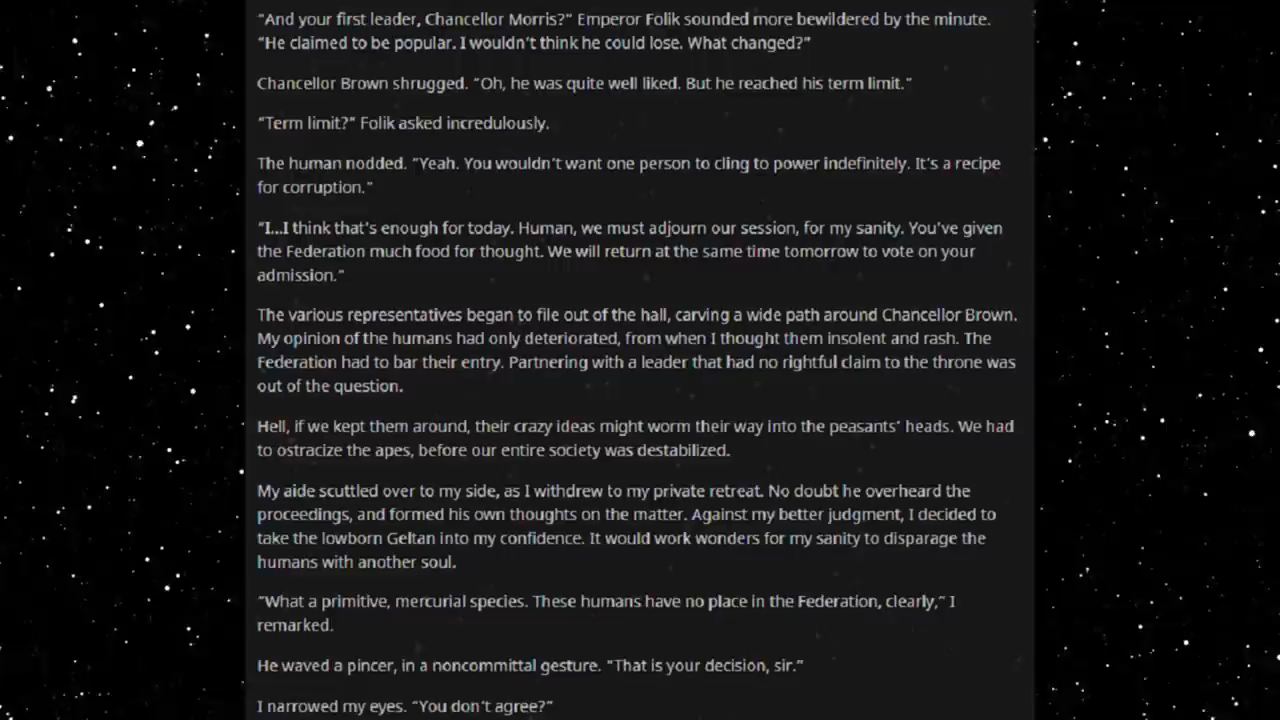 “And your first leader, Chancellor Morris?” Emperor Folik sounded more bewildered by the minute.
“He claimed to be popular. I wouldn’t think he could lose. What changed?”
Chancellor Brown shrugged. “Oh, he was quite well liked. But he reached his term limit.”
“Term limit?” Folik asked incredulously.
The human nodded. “Yeah. You wouldn’t want one person to cling to power indefinitely. It’s a recipe
for corruption.”
“I...I think that’s enough for today. Human, we must adjourn our session, for my sanity. You’ve given
the Federation much food for thought. We will return at the same time tomorrow to vote on your
admission.”
The various representatives began to file out of the hall, carving a wide path around Chancellor Brown.
My opinion of the humans had only deteriorated, from when I thought them insolent and rash. The
Federation had to bar their entry. Partnering with a leader that had no rightful claim to the throne was
out of the question.
Hell, if we kept them around, their crazy ideas might worm their way into the peasants’ heads. We had
to ostracize the apes, before our entire society was destabilized.
My aide scuttled over to my side, as I withdrew to my private retreat. No doubt he overheard the
proceedings, and formed his own thoughts on the matter. Against my better judgment, I decided to
take the lowborn Geltan into my confidence. It would work wonders for my sanity to disparage the
humans with another soul.
“What a primitive, mercurial species. These humans have no place in the Federation, clearly,” I
remarked.
He waved a pincer, in a noncommittal gesture. “That is your decision, sir.”
I narrowed my eyes. “You don’t agree?”